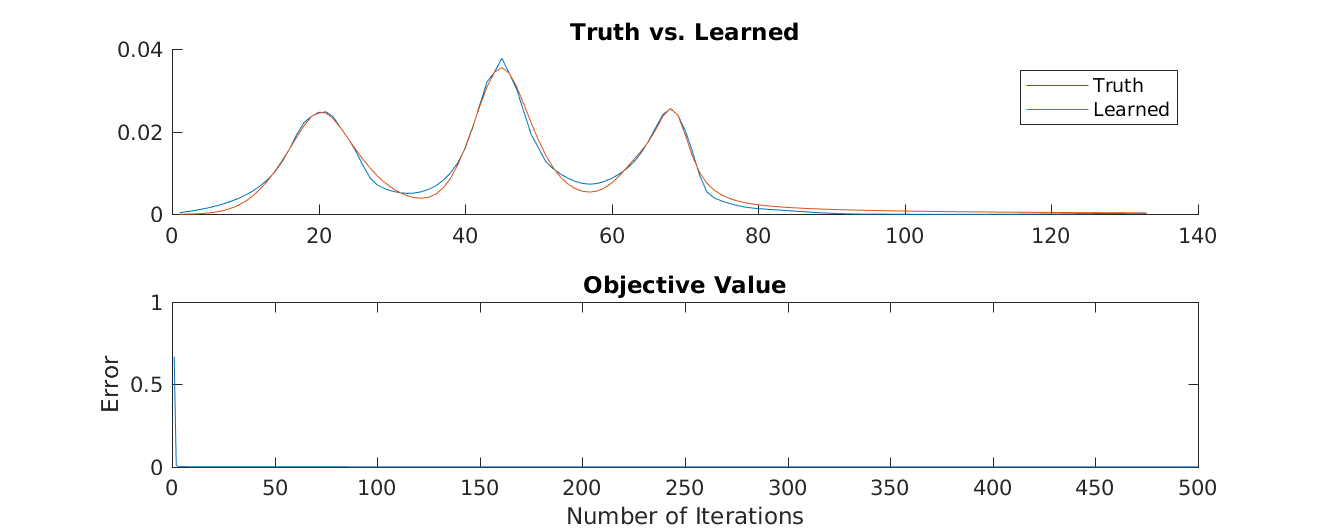 Truth vs. Learned
0.04
0.02
0
Truth
Learned
0 20 40 60 80 100 120 140
Objective Value
1
0.5
0
Error
0 50 100 150 200 250 300 350 400 450 500
Number of Iterations